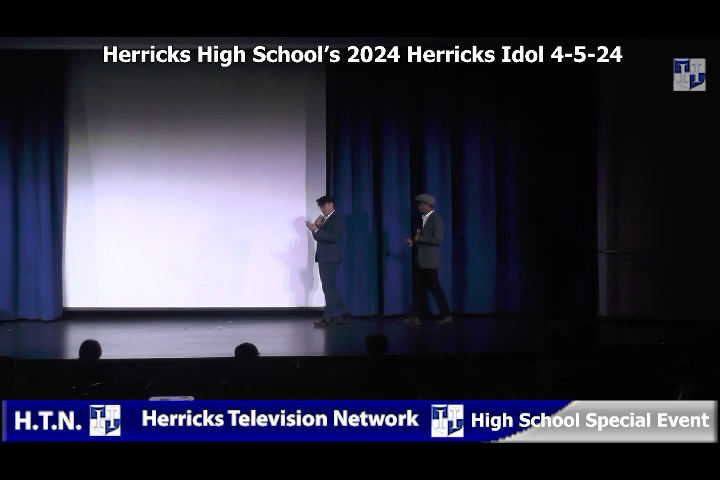 Herricks High School's 2024 Herricks Idol 4-5-24
H.T.N. Herricks Television Network High School Special Event